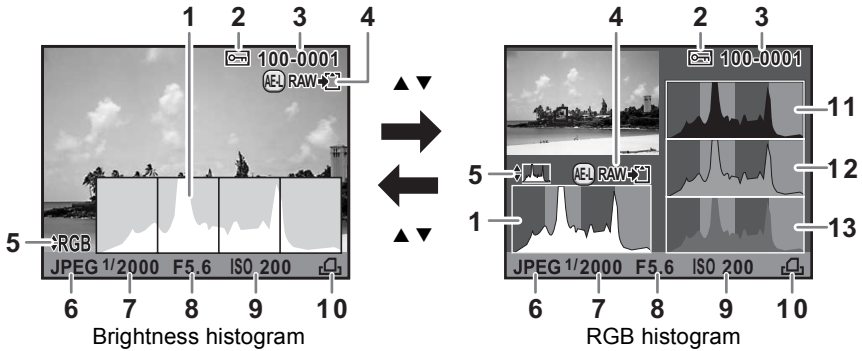 1 2 3 4
100-0001
AE-L RAW
5 RGB
JPEG 1/2000 F5.6 ISO 200
6 7 8 9 10
Brightness histogram
▲▼
▲▼
4 2 3
100-0001
11
5 AE-L RAW
12
1
13
JPEG 1/2000 F5.6 ISO 200
6 7 8 9 10
RGB histogram